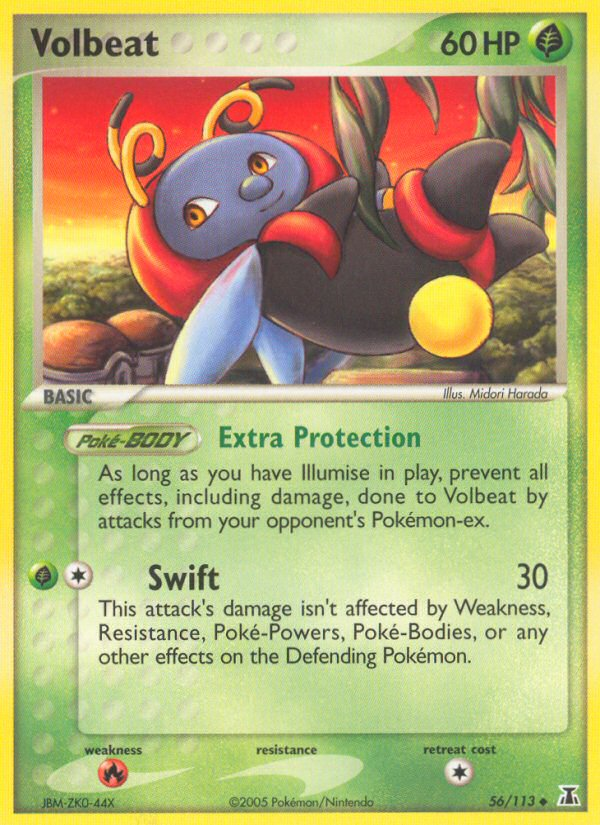 Volbeat 60 HP
BASIC
Illus. Midori Harada
Poké-BODY Extra Protection
As long as you have Illumise in play, prevent all
effects, including damage, done to Volbeat by
attacks from your opponent's Pokémon-ex.
Swift 30
This attack's damage isn't affected by Weakness,
Resistance, Poké-Powers, Poké-Bodies, or any
other effects on the Defending Pokémon.
weakness resistance retreat cost
JBM-ZK0-44X ©2005 Pokémon/Nintendo 56/113